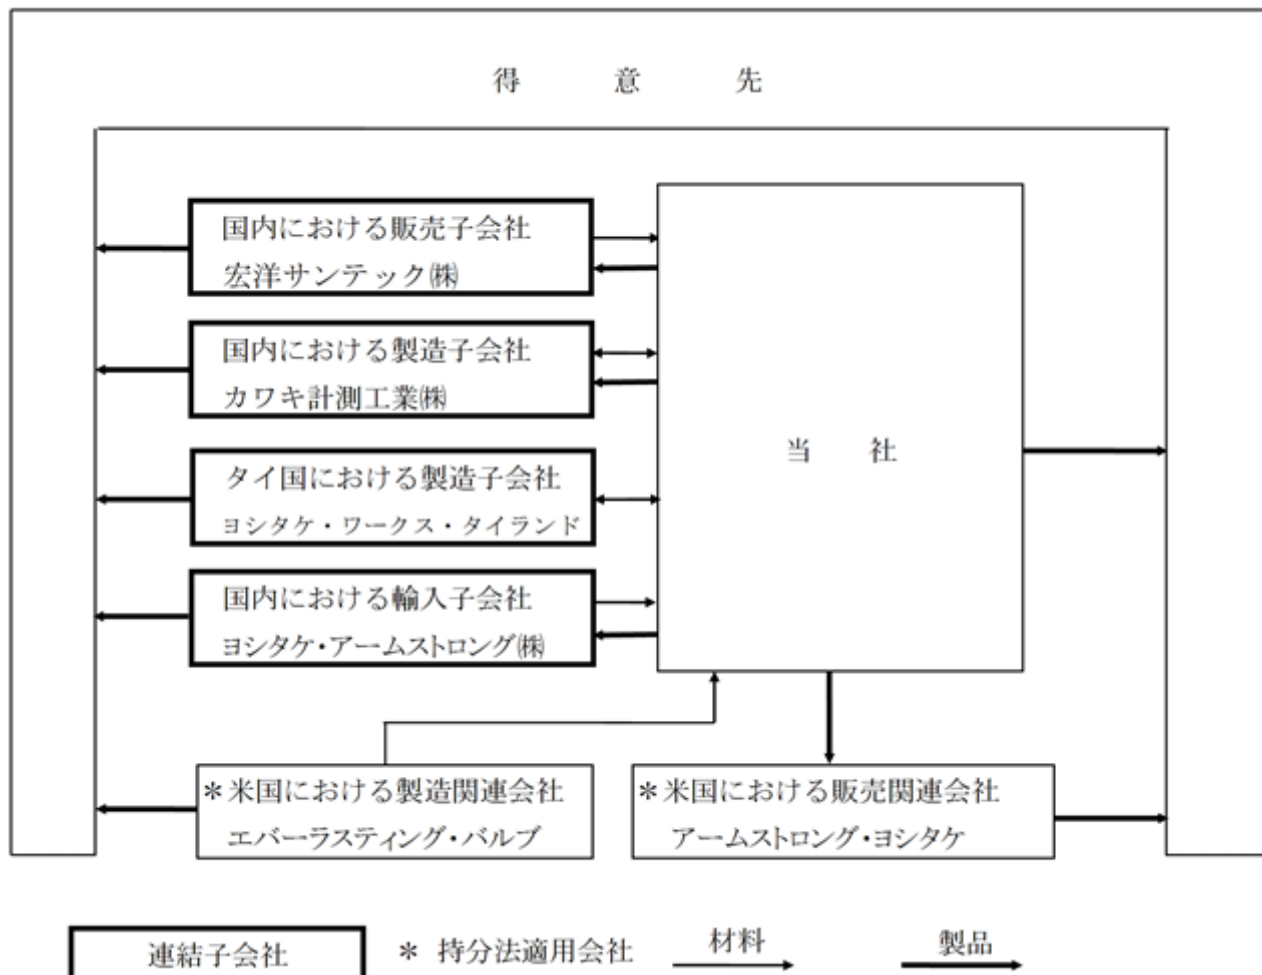 得意先
国内における販売子会社
宏洋サンテック㈱
国内における製造子会社
カワキ計測工業㈱
タイ国における製造子会社
ヨシタケ・ワークス・タイランド
国内における輸入子会社
ヨシタケ・アームストロング㈱
当社
＊米国における製造関連会社
エバーラスティング・バルブ
＊米国における販売関連会社
アームストロング・ヨシタケ
連結子会社
＊ 持分法適用会社
材料
製品